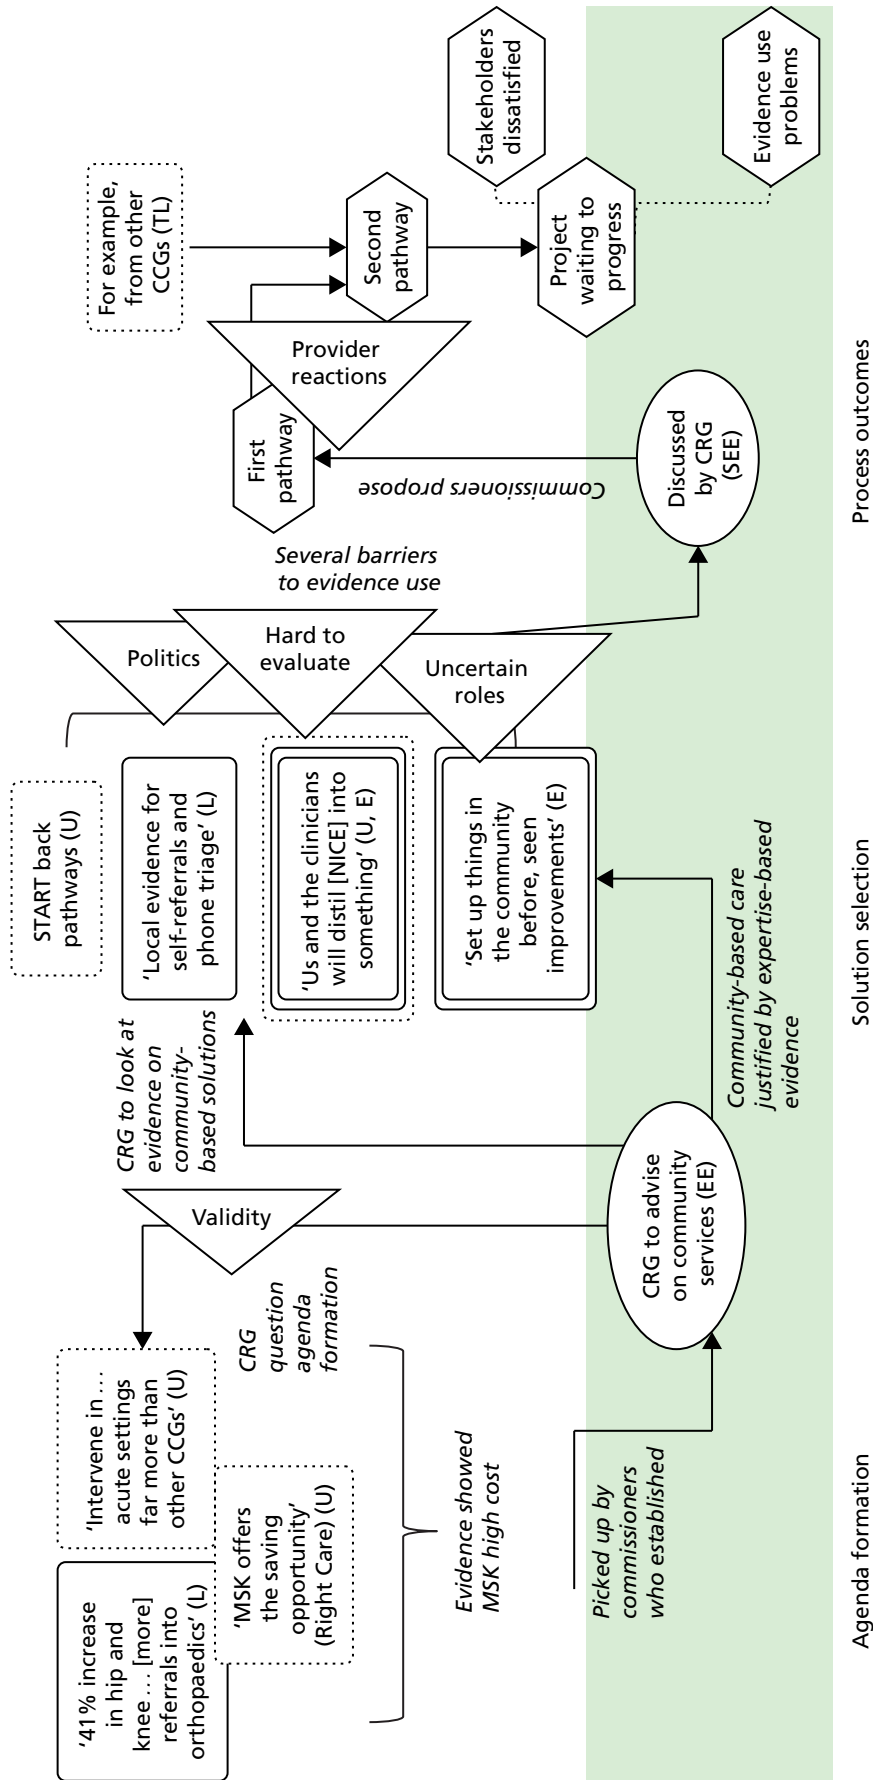 '41% increase
in hip and
knee... [more]
referrals into
orthopaedics' (L)
'Intervene in...
acute settings
far more than
other CCGs' (U)
'MSK offers
the saving
opportunity'
(Right Care) (U)
CRG
question
agenda
formation
Evidence showed
MSK high cost
Picked up by
commissioners
who established
Validity
CRG to advise
on community
services (EE)
CRG to look at
evidence on
community-
based solutions
Community-based care
justified by expertise-based
evidence
START back
pathways (U)
'Local evidence for
self-referrals and
phone triage' (L)
'Us and the clinicians
will distil [NICE] into
something' (U, E)
'Set up things in
the community
before, seen
improvements' (E)
Politics
Hard to
evaluate
Uncertain
roles
Several barriers
to evidence use
Discussed
by CRG
(SEE)
Commissioners propose
First
pathway
Provider
reactions
For example,
from other
CCGs (TL)
Second
pathway
Project
waiting to
progress
Stakeholders
dissatisfied
Evidence use
problems
Agenda formation
Solution selection
Process outcomes